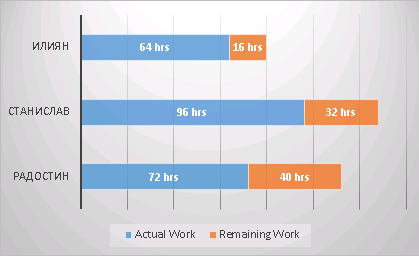 ИЛИЯН
64 hrs
16 hrs
СТАНИСЛАВ
96 hrs
32 hrs
РАДОСТИН
72 hrs
40 hrs
Actual Work
Remaining Work